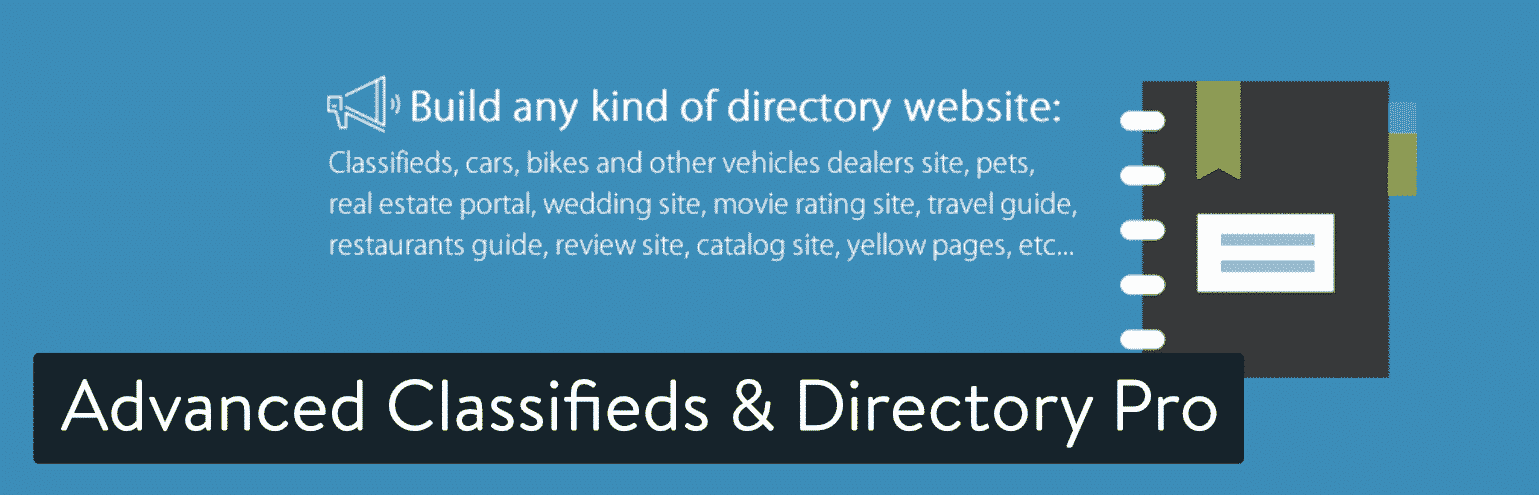 Build any kind of directory website:
Classifieds, cars, bikes and other vehicles dealers site, pets,
real estate portal, wedding site, movie rating site, travel guide,
restaurants guide, review site, catalog site, yellow pages, etc...
Advanced Classifieds & Directory Pro